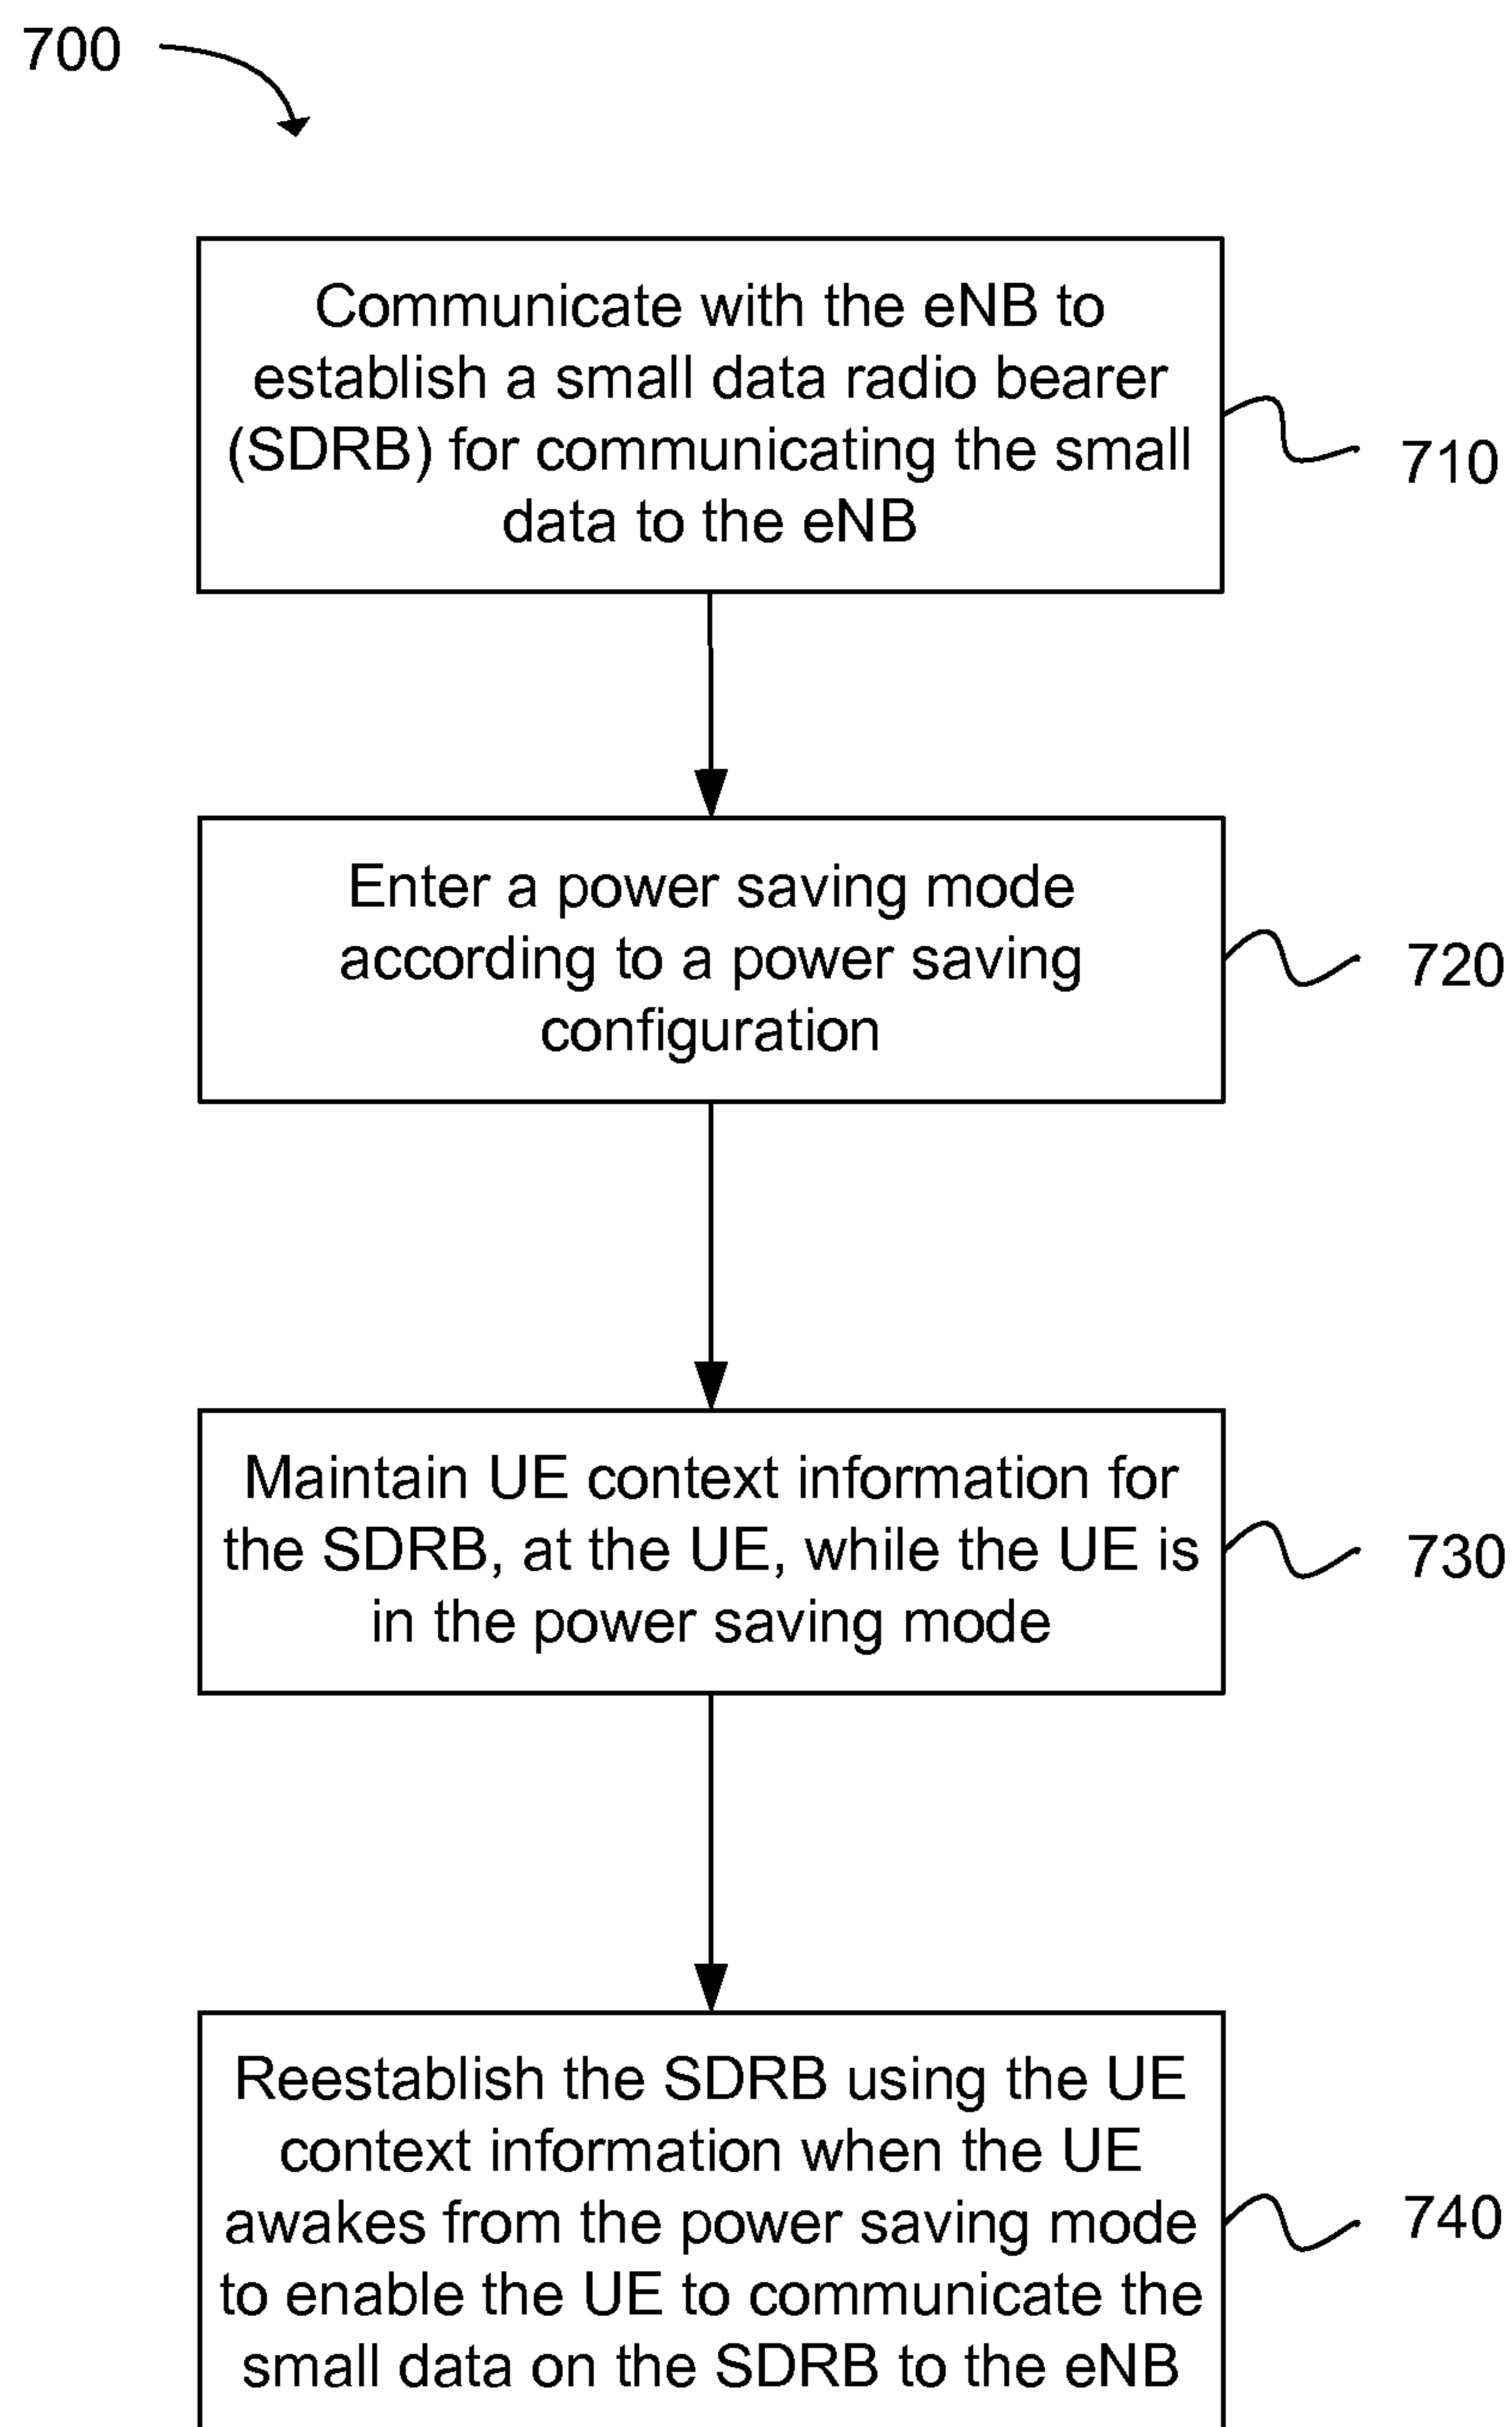 700
Communicate with the eNB to
establish a small data radio bearer
(SDRB) for communicating the small
data to the eNB
710
Enter a power saving mode
according to a power saving
configuration
720
Maintain UE context information for
the SDRB, at the UE, while the UE is
in the power saving mode
730
Reestablish the SDRB using the UE
context information when the UE
awakes from the power saving mode
to enable the UE to communicate the
small data on the SDRB to the eNB
740